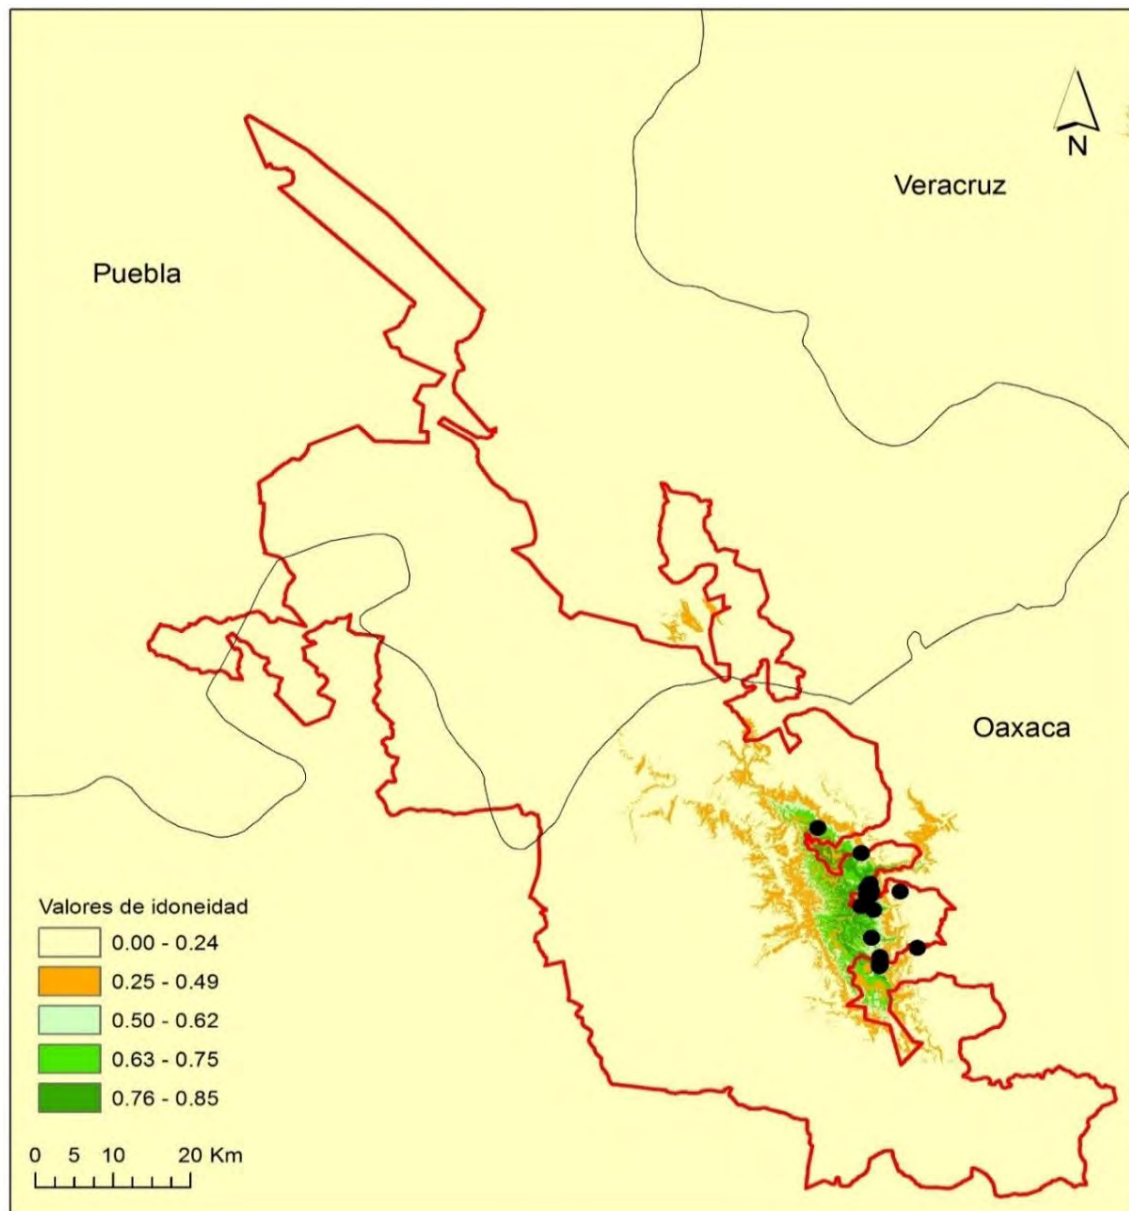 N
Veracruz
Puebla
Oaxaca
Valores de idoneidad
0.00 - 0.24
0.25 - 0.49
0.50 - 0.62
0.63 - 0.75
0.76 - 0.85
0 5 10 20 Km